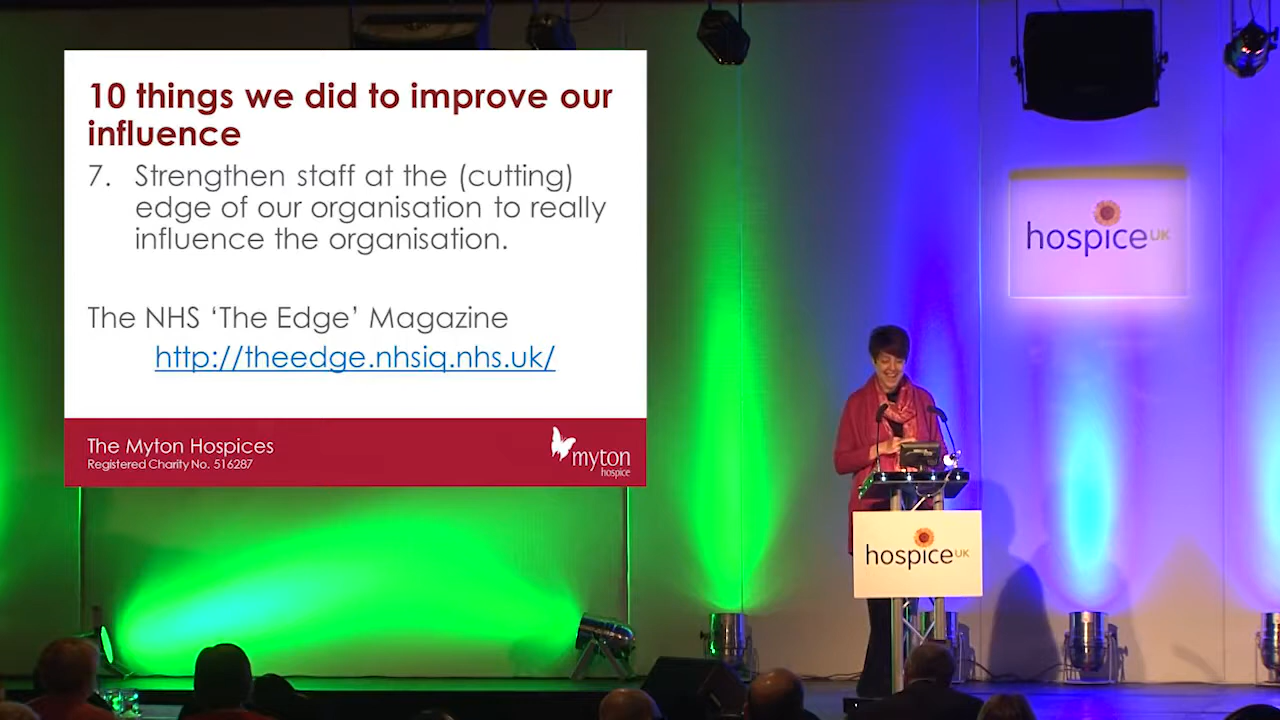 10 things we did to improve our
influence
7. Strengthen staff at the (cutting)
edge of our organisation to really
influence the organisation.
The NHS ‘The Edge’ Magazine
http://theedge.nhsiq.nhs.uk/
The Myton Hospices
Registered Charity No. 516287
myton
hospice
hospice UK
hospice UK